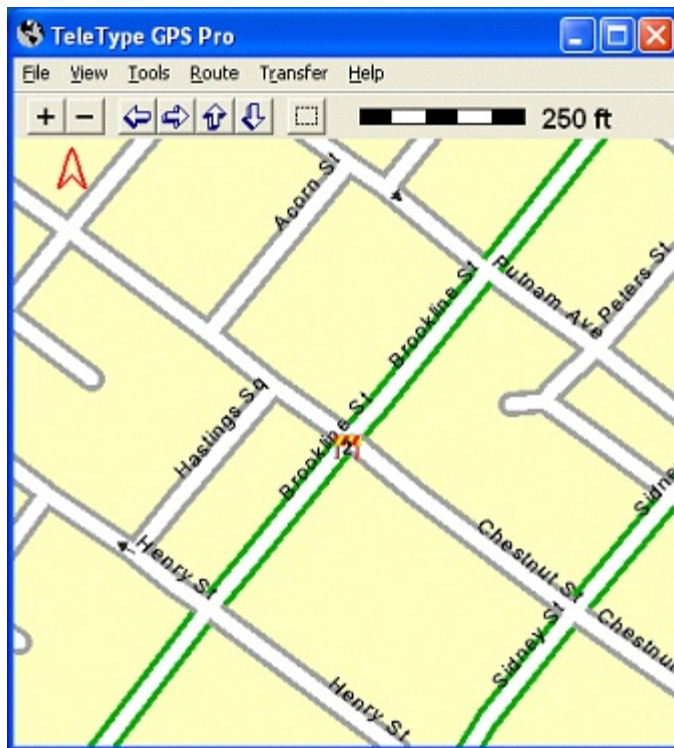 TeleType GPS Pro
File View Tools Route Transfer Help
+ - 250 ft
Acorn St
Putnam Ave
Peters St
Brookline St
Hastings Sq
Brookline St
Sidney
Henry St
Chestnut St
Chestnut
Sidney St
Henry St